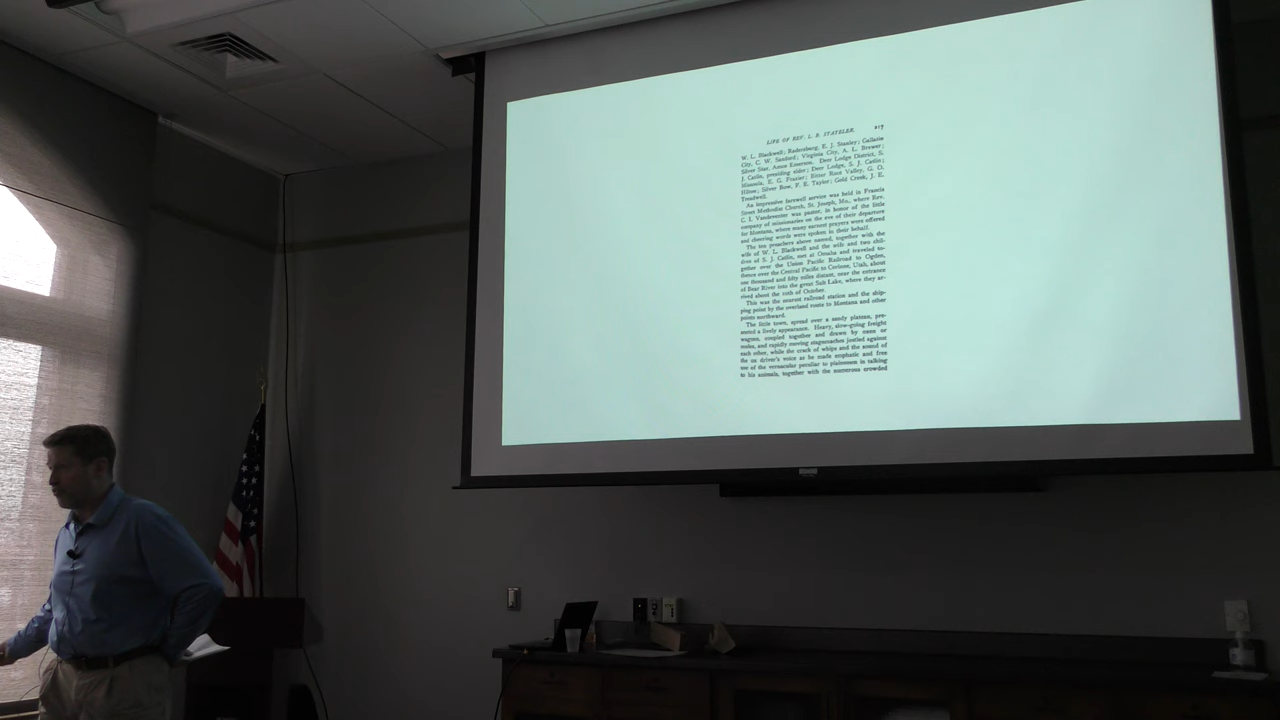 LIFE OF REV. L. B. STATELER. 217
W. L. Blackwell; Radersburg, E. J. Stanley; Gallatin
City, C. W. Sanford; Virginia City, A. L. Brewer;
Silver Star, Amos Emerson. Deer Lodge District, S.
J. Catlin, presiding elder; Deer Lodge, S. J. Catlin;
Missoula, E. G. Frazier; Bitter Root Valley, G. O.
Hilose; Silver Bow, F. E. Taylor; Gold Creek, J. E.
Treadwell.
An impressive farewell service was held in Francis
Street Methodist Church, St. Joseph, Mo., where Rev.
C. I. Vandeventer was pastor, in honor of the little
company of missionaries on the eve of their departure
for Montana, where many earnest prayers were offered
and cheering words were spoken in their behalf.
The ten preachers above named, together with the
wife of W. L. Blackwell and the wife and two chil-
dren of S. J. Catlin, met at Omaha and traveled to-
gether over the Union Pacific Railroad to Ogden,
thence over the Central Pacific to Corinne, Utah, about
one thousand and fifty miles distant, near the entrance
of Bear River into the great Salt Lake, where they ar-
rived about the 10th of October.
This was the nearest railroad station and the ship-
ping point by the overland route to Montana and other
points northward.
The little town, spread over a sandy plateau, pre-
sented a lively appearance. Heavy, slow-going freight
wagons, coupled together and drawn by oxen or
mules, and rapidly moving stagecoaches jostled against
each other, while the crack of whips and the sound of
the ox driver's voice as he made emphatic and free
use of the vernacular peculiar to plainsmen in talking
to his animals, together with the numerous crowded